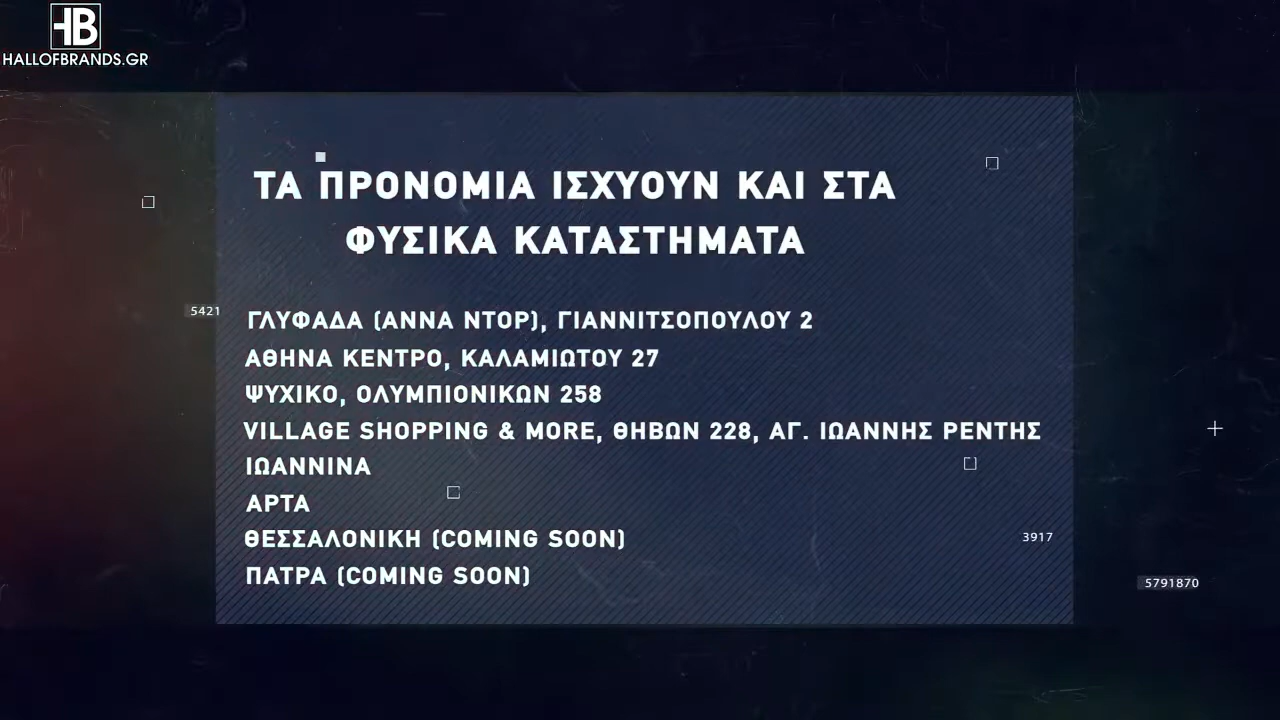 HB
HALLOFBRANDS.GR
ΤΑ ΠΡΟΝΟΜΙΑ ΙΣΧΥΟΥΝ ΚΑΙ ΣΤΑ
ΦΥΣΙΚΑ ΚΑΤΑΣΤΗΜΑΤΑ
5421
ΓΛΥΦΑΔΑ (ΑΝΝΑ ΝΤΟΡ), ΓΙΑΝΝΙΤΣΟΠΟΥΛΟΥ 2
ΑΘΗΝΑ ΚΕΝΤΡΟ, ΚΑΛΑΜΙΩΤΟΥ 27
ΨΥΧΙΚΟ, ΟΛΥΜΠΙΟΝΙΚΩΝ 258
VILLAGE SHOPPING & MORE, ΘΗΒΩΝ 228, ΑΓ. ΙΩΑΝΝΗΣ ΡΕΝΤΗΣ
ΙΩΑΝΝΙΝΑ
ΑΡΤΑ
ΘΕΣΣΑΛΟΝΙΚΗ (COMING SOON)
3917
ΠΑΤΡΑ (COMING SOON)
5791870